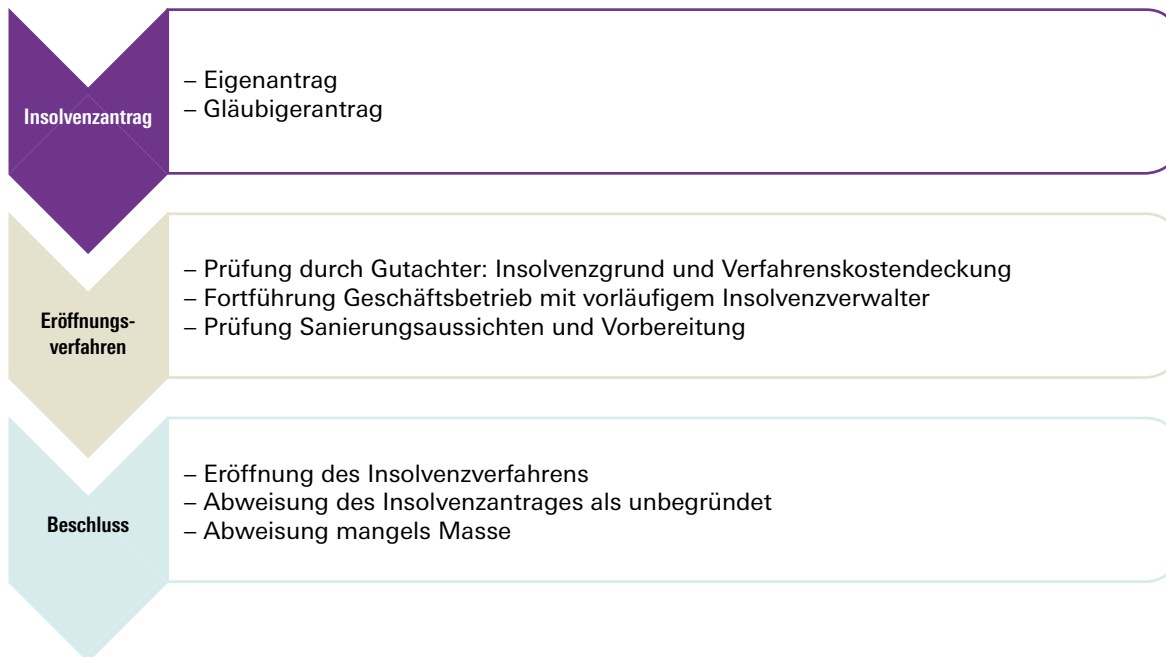 Insolvenzantrag
– Eigenantrag
– Gläubigerantrag
Eröffnungs-
verfahren
– Prüfung durch Gutachter: Insolvenzgrund und Verfahrenskostendeckung
– Fortführung Geschäftsbetrieb mit vorläufigem Insolvenzverwalter
– Prüfung Sanierungsaussichten und Vorbereitung
Beschluss
– Eröffnung des Insolvenzverfahrens
– Abweisung des Insolvenzantrages als unbegründet
– Abweisung mangels Masse